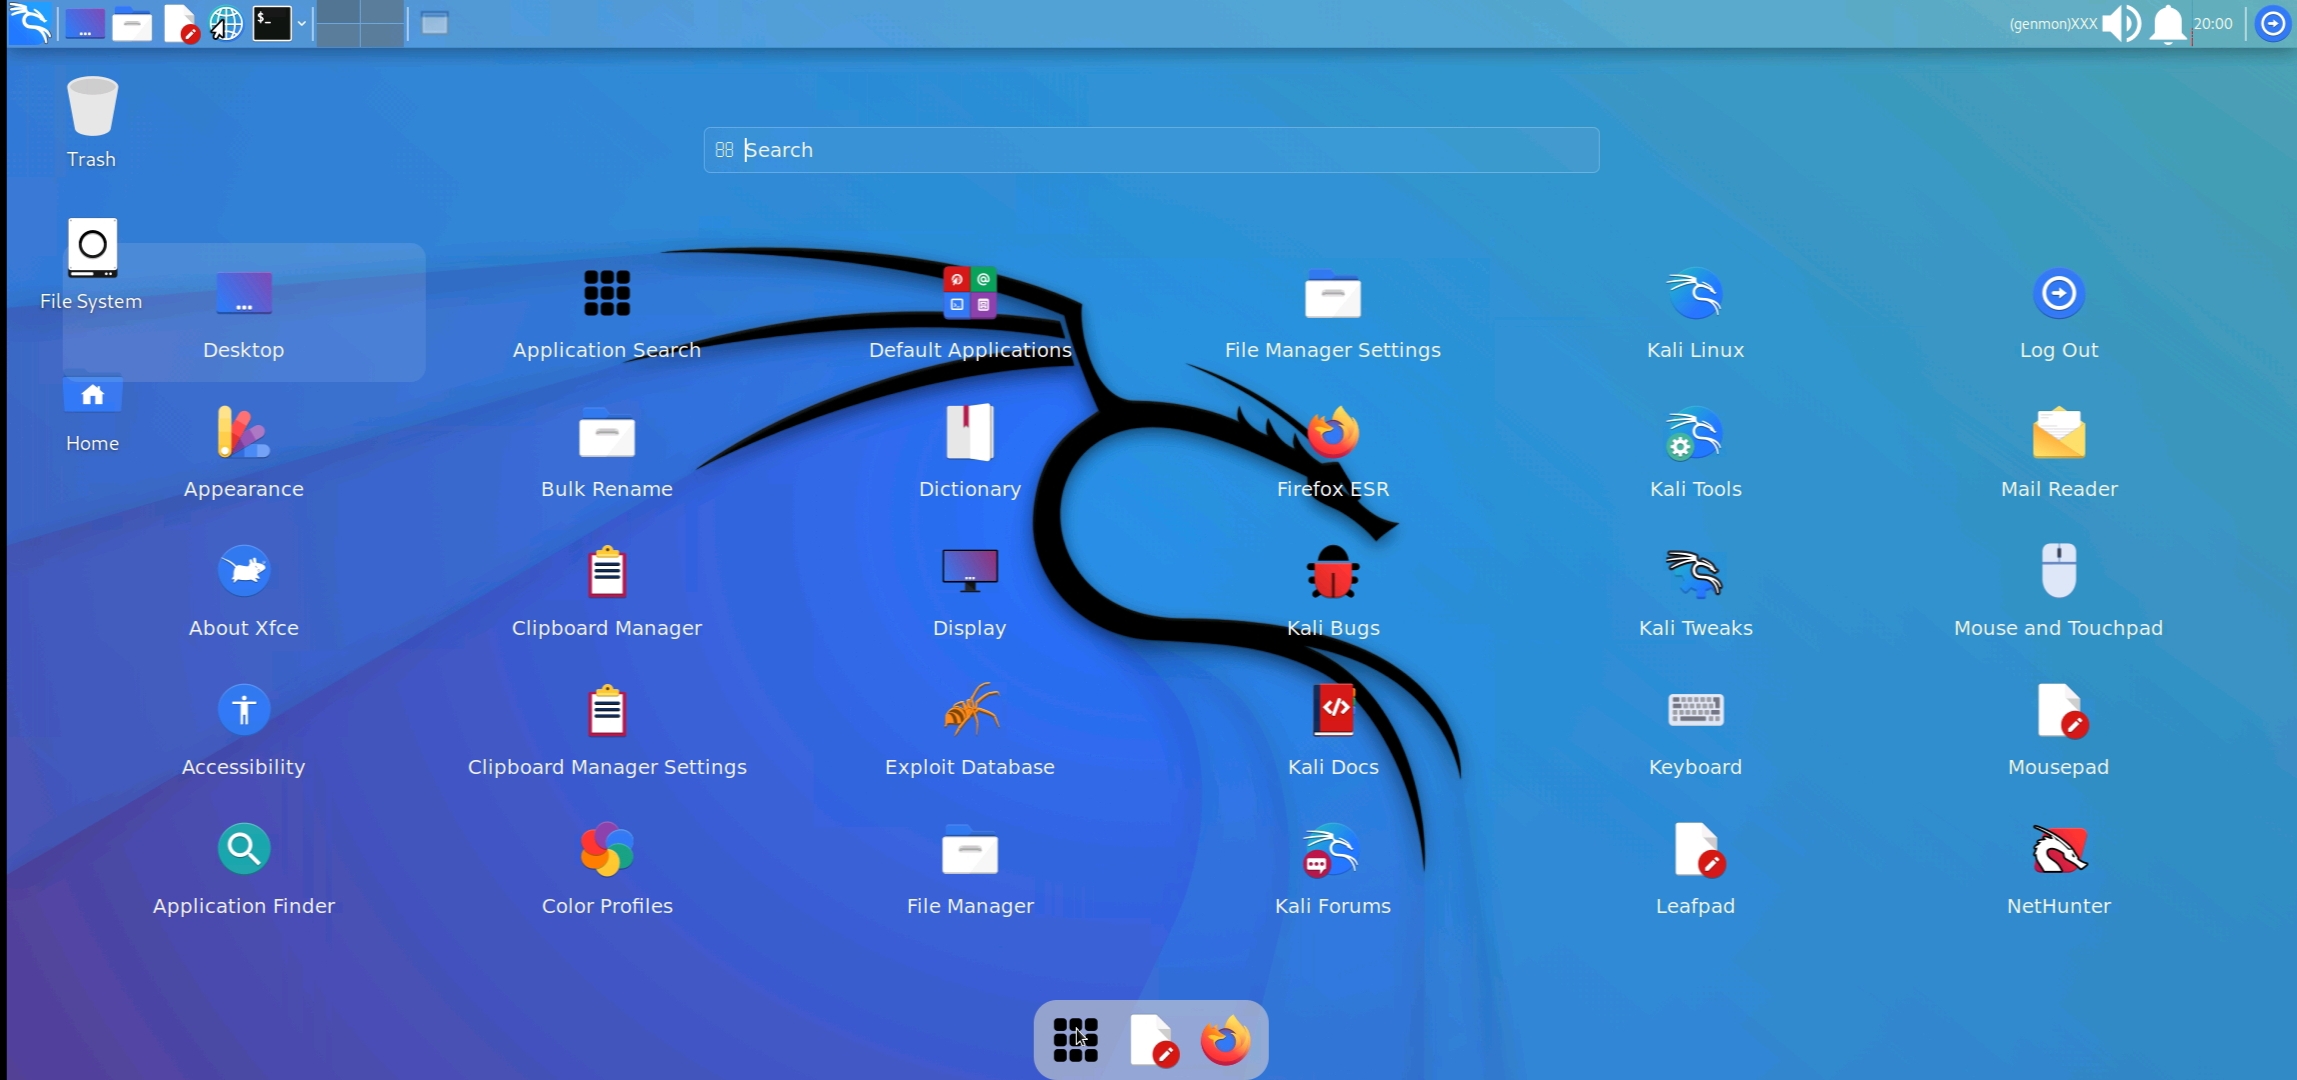 $_
(genmon)XXX
20:00
Trash
Search
File System
Home
Desktop
Application Search
Default Applications
File Manager Settings
Kali Linux
Log Out
Appearance
Bulk Rename
Dictionary
Firefox ESR
Kali Tools
Mail Reader
About Xfce
Clipboard Manager
Display
Kali Bugs
Kali Tweaks
Mouse and Touchpad
Accessibility
Clipboard Manager Settings
Exploit Database
Kali Docs
Keyboard
Mousepad
Application Finder
Color Profiles
File Manager
Kali Forums
Leafpad
NetHunter